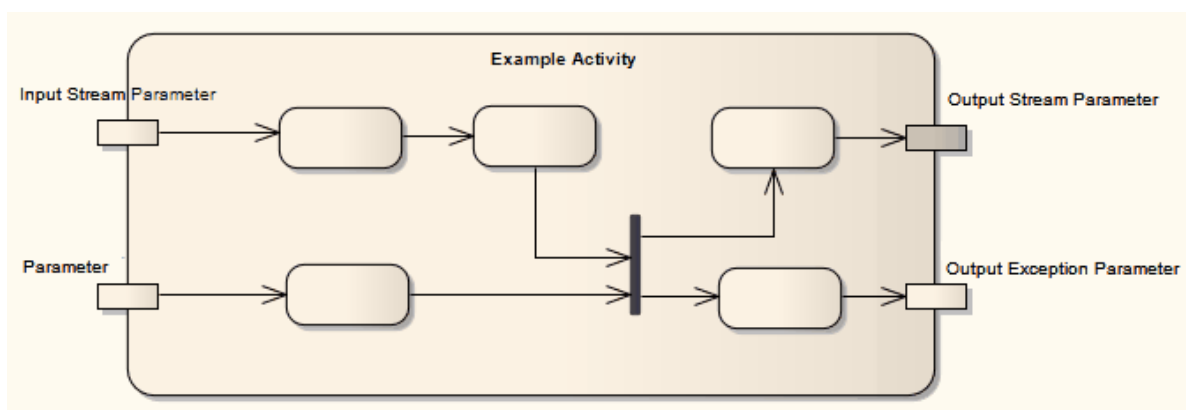 Example Activity
Input Stream Parameter
Output Stream Parameter
Parameter
Output Exception Parameter